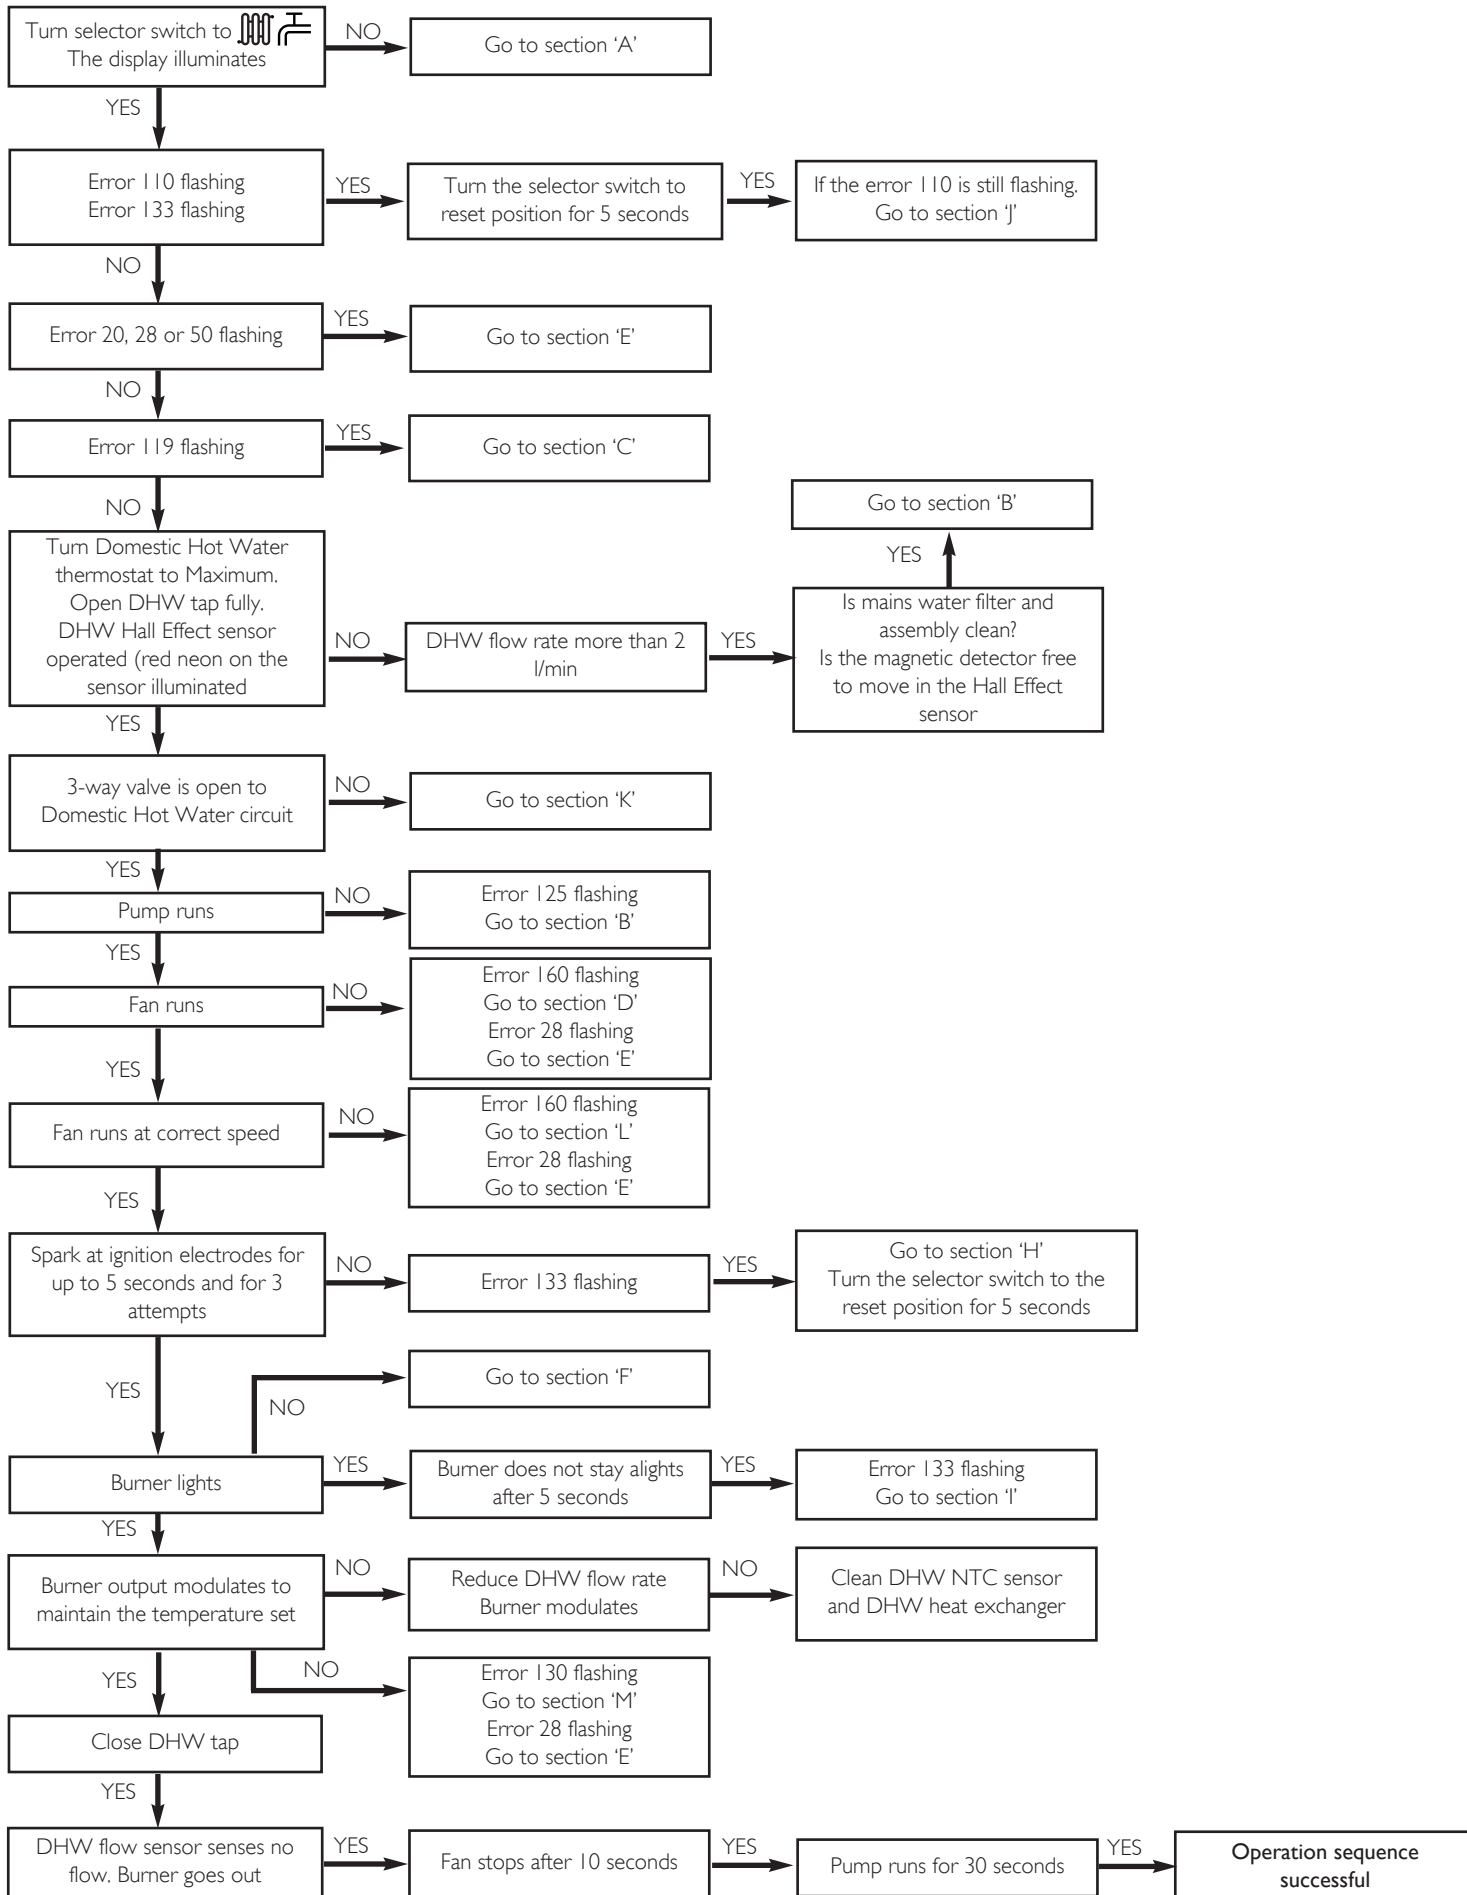 Turn selector switch to
The display illuminates
NO
Go to section ‘A’
YES
Error 110 flashing
Error 133 flashing
YES
Turn the selector switch to
reset position for 5 seconds
YES
If the error 110 is still flashing.
Go to section ‘J’
NO
Error 20, 28 or 50 flashing
YES
Go to section ‘E’
NO
Error 119 flashing
YES
Go to section ‘C’
NO
Turn Domestic Hot Water
thermostat to Maximum.
Open DHW tap fully.
DHW Hall Effect sensor
operated (red neon on the
sensor illuminated
NO
DHW flow rate more than 2
l/min
YES
Is mains water filter and
assembly clean?
Is the magnetic detector free
to move in the Hall Effect
sensor
YES
Go to section ‘B’
YES
3-way valve is open to
Domestic Hot Water circuit
NO
Go to section ‘K’
YES
Pump runs
NO
Error 125 flashing
Go to section ‘B’
YES
Fan runs
NO
Error 160 flashing
Go to section ‘D’
Error 28 flashing
Go to section ‘E’
YES
Fan runs at correct speed
NO
Error 160 flashing
Go to section ‘L’
Error 28 flashing
Go to section ‘E’
YES
Spark at ignition electrodes for
up to 5 seconds and for 3
attempts
NO
Error 133 flashing
YES
Go to section ‘H’
Turn the selector switch to the
reset position for 5 seconds
YES
NO
Go to section ‘F’
Burner lights
YES
Burner does not stay alights
after 5 seconds
YES
Error 133 flashing
Go to section ‘I’
YES
Burner output modulates to
maintain the temperature set
NO
Reduce DHW flow rate
Burner modulates
NO
Clean DHW NTC sensor
and DHW heat exchanger
NO
Error 130 flashing
Go to section ‘M’
Error 28 flashing
Go to section ‘E’
YES
Close DHW tap
YES
DHW flow sensor senses no
flow. Burner goes out
YES
Fan stops after 10 seconds
YES
Pump runs for 30 seconds
YES
Operation sequence
successful